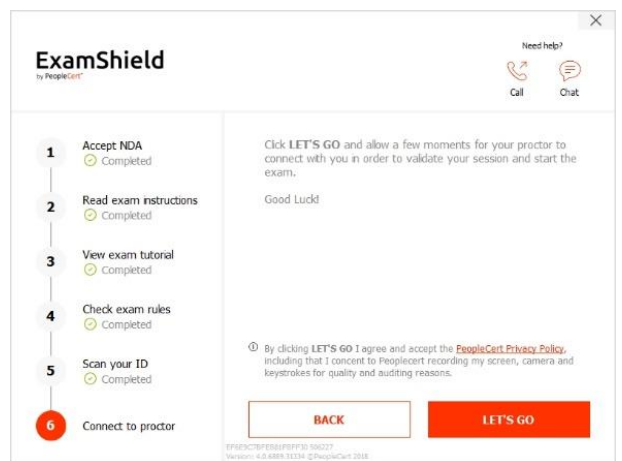 Need help?
ExamShield
by PeopleCert
Call
Chat
1
Accept NDA
Completed
2
Read exam instructions
Completed
3
View exam tutorial
Completed
4
Check exam rules
Completed
5
Scan your ID
Completed
6
Connect to proctor
Click LET'S GO and allow a few moments for your proctor to
connect with you in order to validate your session and start the
exam.
Good Luck!
By clicking LET'S GO I agree and accept the PeopleCert Privacy Policy,
including that I consent to Peoplecert recording my screen, camera and
keystrokes for quality and auditing reasons.
BACK
LET'S GO
©PeopleCert 2018